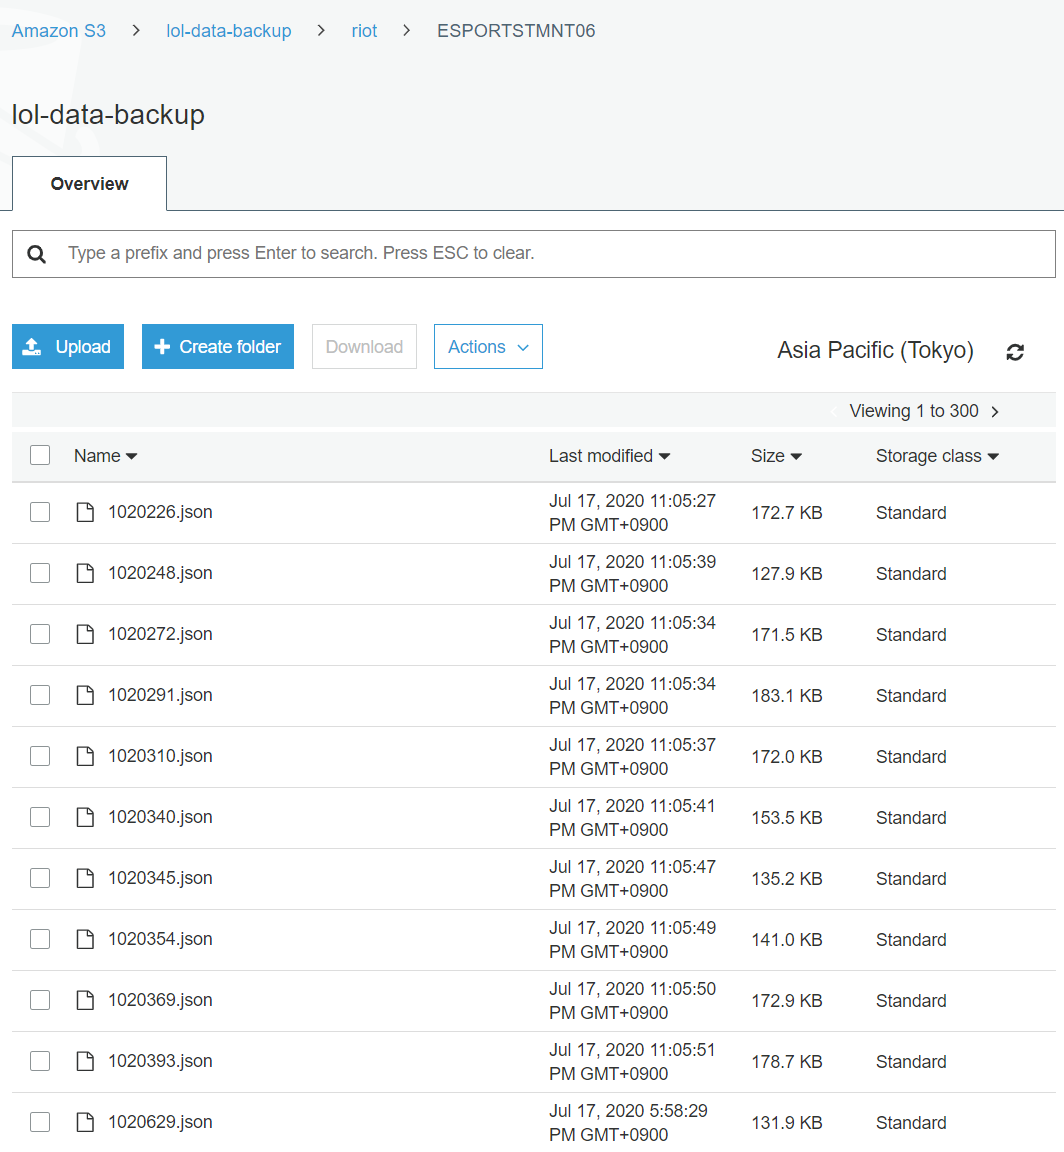 Amazon S3 > lol-data-backup > riot > ESPORTSTMNT06
lol-data-backup
Overview
Type a prefix and press Enter to search. Press ESC to clear.
Upload Create folder Download Actions Asia Pacific (Tokyo)
Viewing 1 to 300
Name Last modified Size Storage class
1020226.json Jul 17, 2020 11:05:27 172.7 KB Standard
PM GMT+0900
1020248.json Jul 17, 2020 11:05:39 127.9 KB Standard
PM GMT+0900
1020272.json Jul 17, 2020 11:05:34 171.5 KB Standard
PM GMT+0900
1020291.json Jul 17, 2020 11:05:34 183.1 KB Standard
PM GMT+0900
1020310.json Jul 17, 2020 11:05:37 172.0 KB Standard
PM GMT+0900
1020340.json Jul 17, 2020 11:05:41 153.5 KB Standard
PM GMT+0900
1020345.json Jul 17, 2020 11:05:47 135.2 KB Standard
PM GMT+0900
1020354.json Jul 17, 2020 11:05:49 141.0 KB Standard
PM GMT+0900
1020369.json Jul 17, 2020 11:05:50 172.9 KB Standard
PM GMT+0900
1020393.json Jul 17, 2020 11:05:51 178.7 KB Standard
PM GMT+0900
1020629.json Jul 17, 2020 5:58:29 131.9 KB Standard
PM GMT+0900